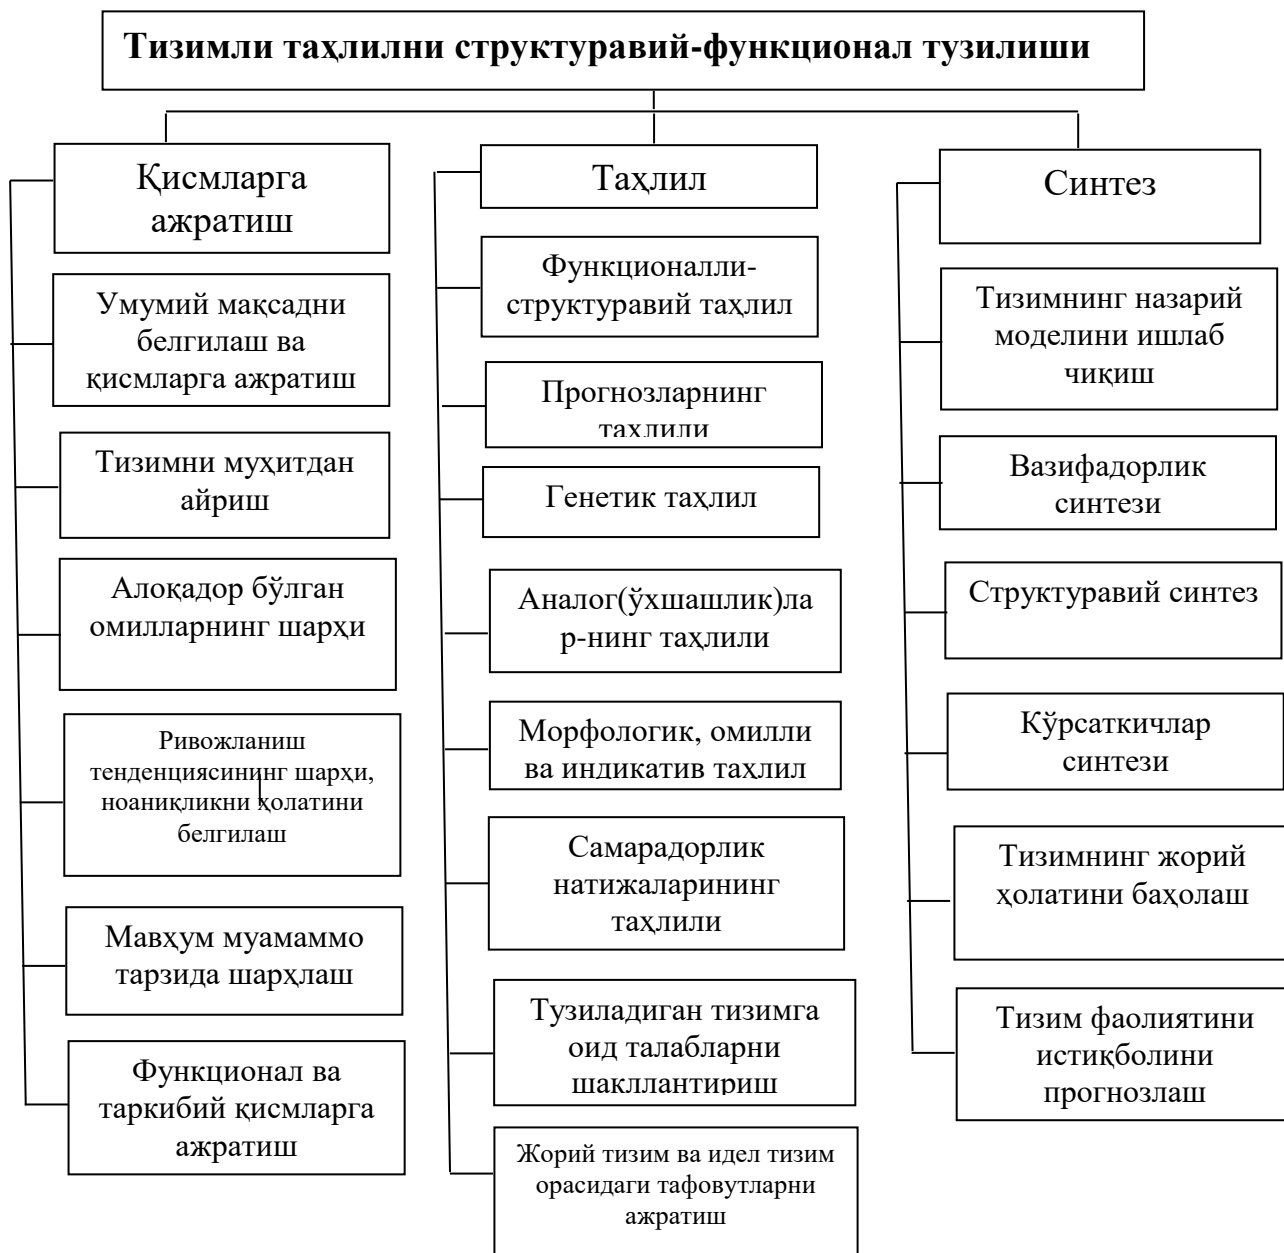 Тизимли таҳлилни структуравий-функционал тузилиши
Қисмларга
ажратиш
Умумий мақсадни
белгилаш ва
қисмларга ажратиш
Тизимни муҳитдан
айриш
Алоқадор бўлган
омилларнинг шарҳи
Ривожланиш
тенденциясининг шарҳи,
ноаниқликни ҳолатини
белгилаш
Мавҳум муамаммо
тарзида шарҳлаш
Функционал ва
таркибий қисмларга
ажратиш
Таҳлил
Функционалли-
структуравий таҳлил
Прогнозларнинг
таҳлили
Генетик таҳлил
Аналог(ўхшашлик)ла
р-нинг таҳлили
Морфологик, омилли
ва индикатив таҳлил
Самарадорлик
натижаларининг
таҳлили
Тузиладиган тизимга
оид талабларни
шакллантириш
Жорий тизим ва идел тизим
орасидаги тафовутларни
ажратиш
Синтез
Тизимнинг назарий
моделини ишлаб
чиқиш
Вазифадорлик
синтези
Структуравий синтез
Кўрсаткичлар
синтези
Тизимнинг жорий
ҳолатини баҳолаш
Тизим фаолиятини
истиқболини
прогнозлаш